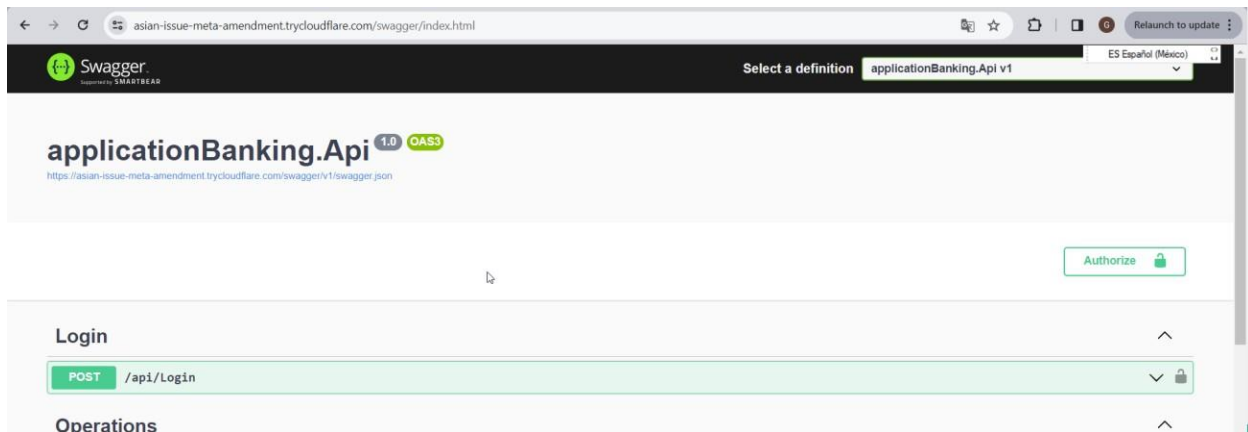 asian-issue-meta-amendment.trycloudflare.com/swagger/index.html
G
Relaunch to update
Swagger.
Supported by SMARTBEAR
Select a definition
applicationBanking.Api v1
ES Español (México)
applicationBanking.Api 1.0 OAS3
https://asian-issue-meta-amendment.trycloudflare.com/swagger/v1/swagger.json
Authorize
Login
POST /api/Login
Operations